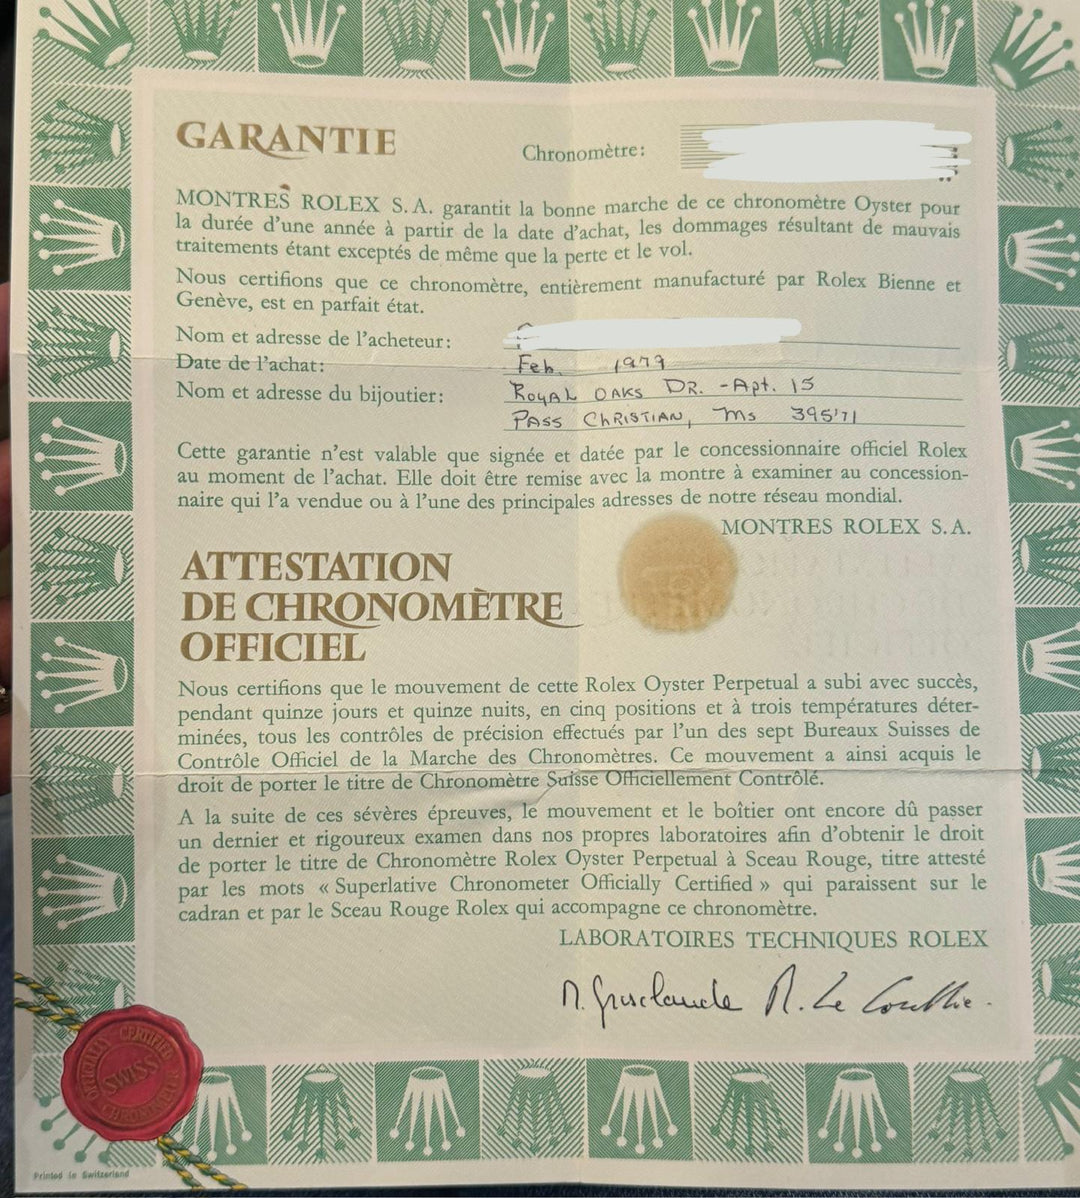 GARANTIE
Chronomètre:
MONTRES ROLEX S. A. garantit la bonne marche de ce chronomètre Oyster pour
la durée d'une année à partir de la date d'achat, les dommages résultant de mauvais
traitements étant exceptés de même que la perte et le vol.
Nous certifions que ce chronomètre, entièrement manufacturé par Rolex Bienne et
Genève, est en parfait état.
Nom et adresse de l'acheteur:
Date de l'achat: Feb. 1979
Nom et adresse du bijoutier: Royal Oaks Dr. - Apt. 15
Pass Christian, Ms 39571
Cette garantie n'est valable que signée et datée par le concessionnaire officiel Rolex
au moment de l'achat. Elle doit être remise avec la montre à examiner au concession-
naire qui l'a vendue ou à l'une des principales adresses de notre réseau mondial.
MONTRES ROLEX S. A.
ATTESTATION
DE CHRONOMÈTRE
OFFICIEL
Nous certifions que le mouvement de cette Rolex Oyster Perpetual a subi avec succès,
pendant quinze jours et quinze nuits, en cinq positions et à trois températures déter-
minées, tous les contrôles de précision effectués par l'un des sept Bureaux Suisses de
Contrôle Officiel de la Marche des Chronomètres. Ce mouvement a ainsi acquis le
droit de porter le titre de Chronomètre Suisse Officiellement Contrôlé.
A la suite de ces sévères épreuves, le mouvement et le boîtier ont encore dû passer
un dernier et rigoureux examen dans nos propres laboratoires afin d'obtenir le droit
de porter le titre de Chronomètre Rolex Oyster Perpetual à Sceau Rouge, titre attesté
par les mots « Superlative Chronometer Officially Certified » qui paraissent sur le
cadran et par le Sceau Rouge Rolex qui accompagne ce chronomètre.
LABORATOIRES TECHNIQUES ROLEX
OFFICIALLY CERTIFIED
SWISS
CHRONOMETER
Printed in Switzerland